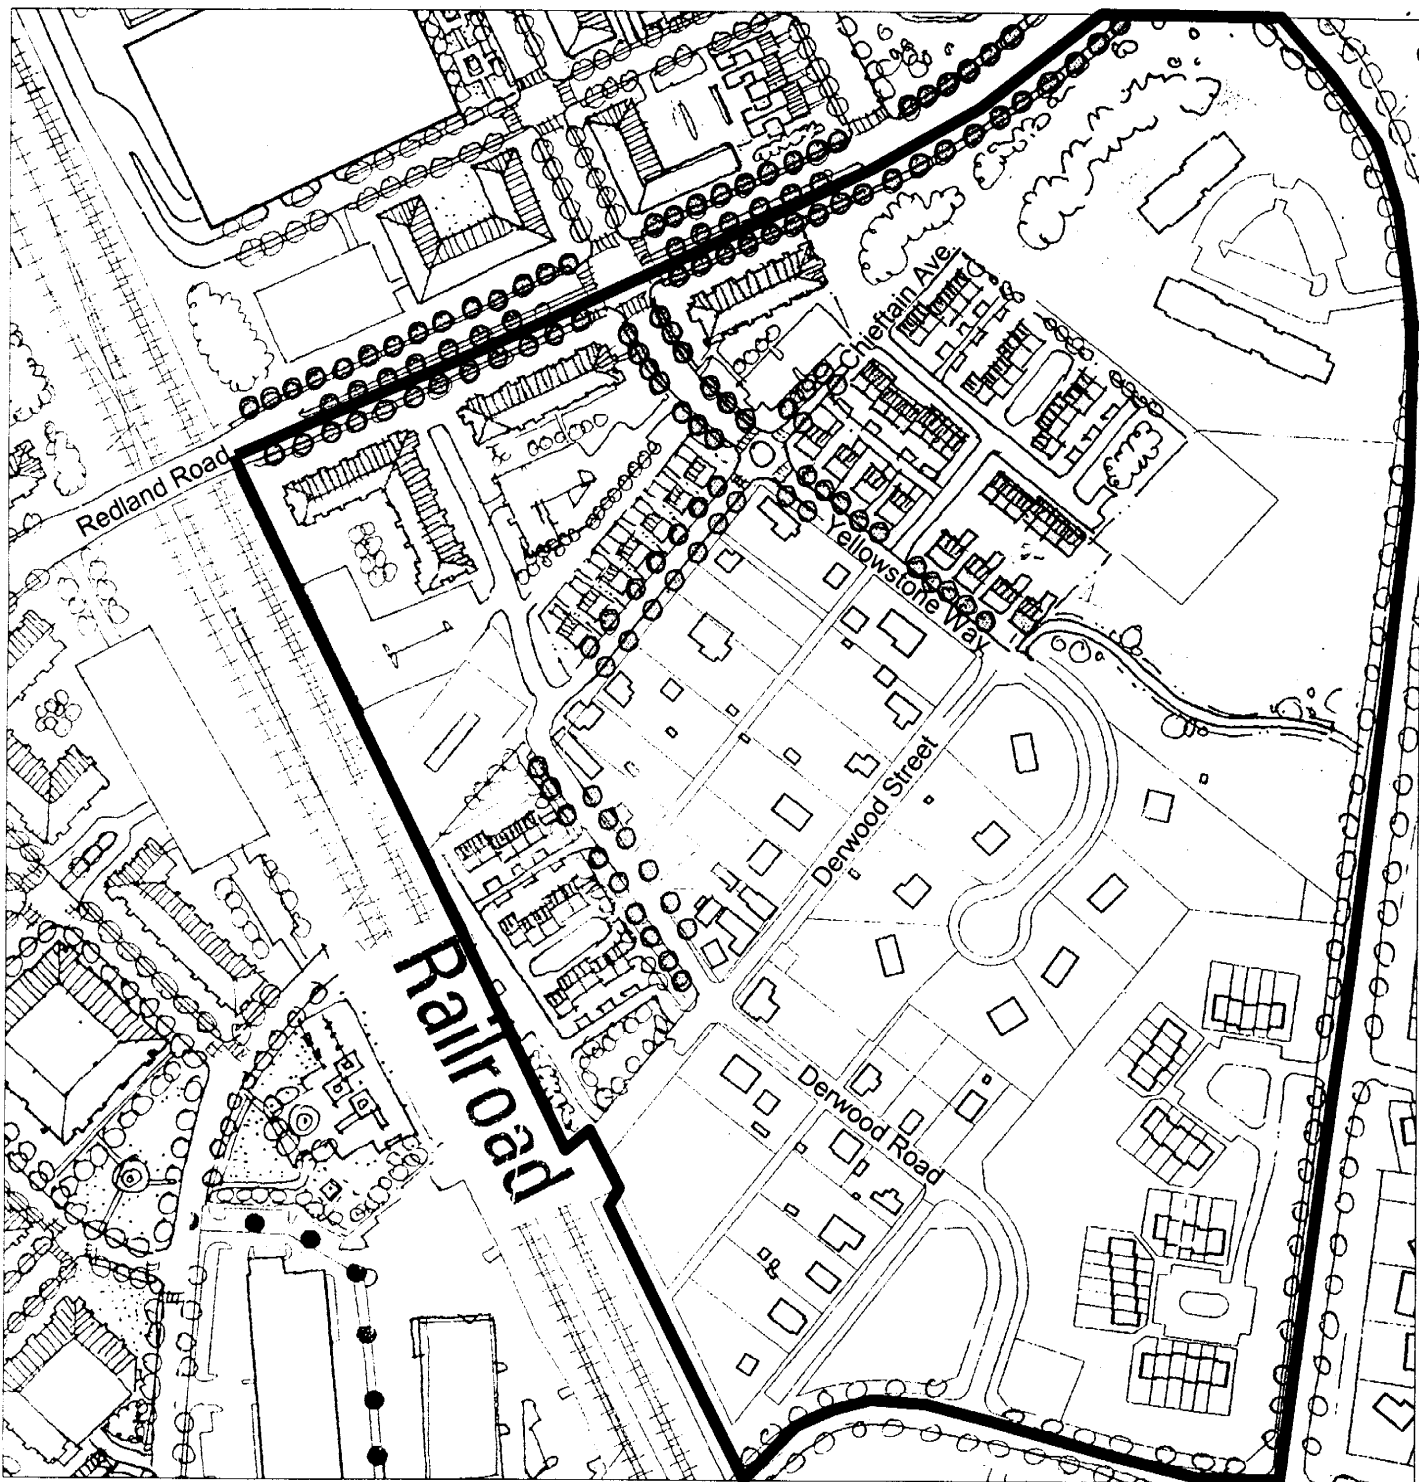 Chieftain Ave.
Redland Road
Yellowstone Way
Derwood Street
Railroad
Derwood Road